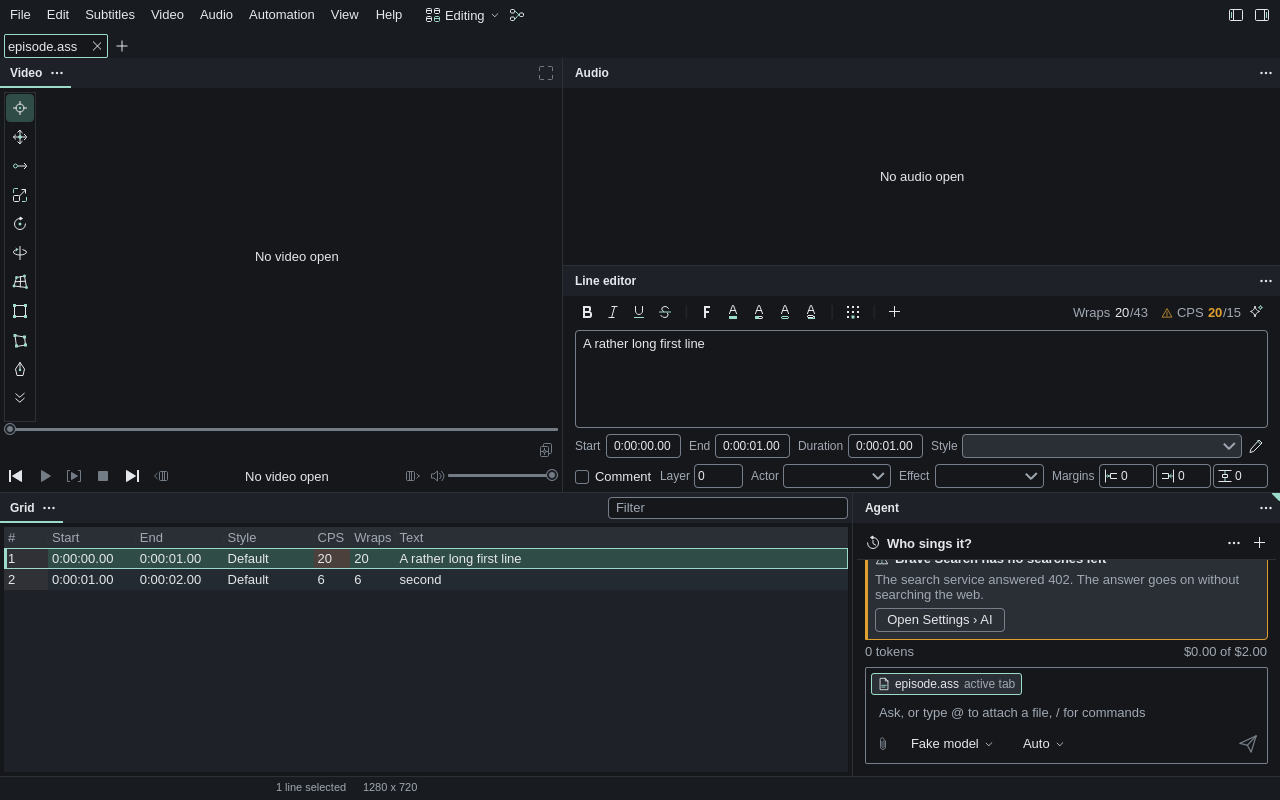 File Edit Subtitles Video Audio Automation View Help Editing
episode.ass
Video
Audio
No video open
No audio open
Line editor
Wraps 20/43 CPS 20/15
A rather long first line
Start 0:00:00.00 End 0:00:01.00 Duration 0:00:01.00 Style
Comment Layer 0 Actor Effect Margins 0 0 0
No video open
Grid
Filter
# Start End Style CPS Wraps Text
1 0:00:00.00 0:00:01.00 Default 20 20 A rather long first line
2 0:00:01.00 0:00:02.00 Default 6 6 second
Agent
Who sings it?
Brave Search has no searches left
The search service answered 402. The answer goes on without
searching the web.
Open Settings › AI
0 tokens $0.00 of $2.00
episode.ass active tab
Ask, or type @ to attach a file, / for commands
Fake model Auto
1 line selected 1280 x 720